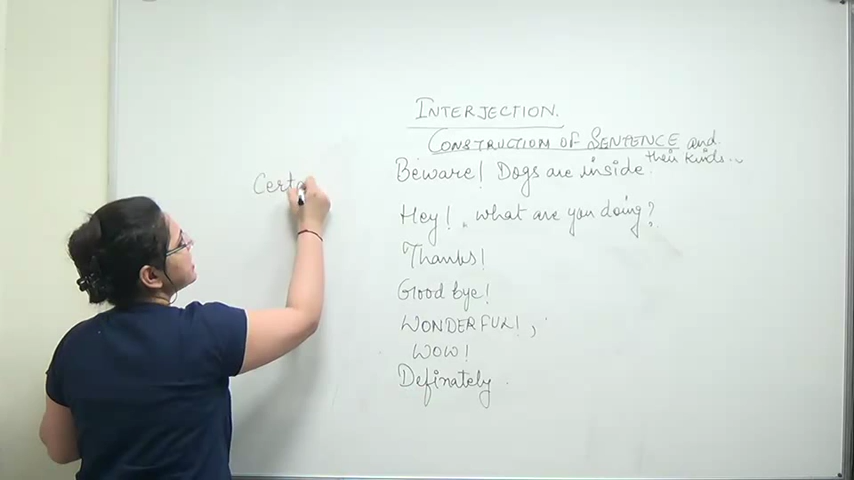 INTERJECTION.
CONSTRUCTION OF SENTENCE and
their kinds..
Beware! Dogs are inside.
Certa
Hey! what are you doing?
Thanks!
Good bye!
WONDERFUL!,
WOW!
Definately.